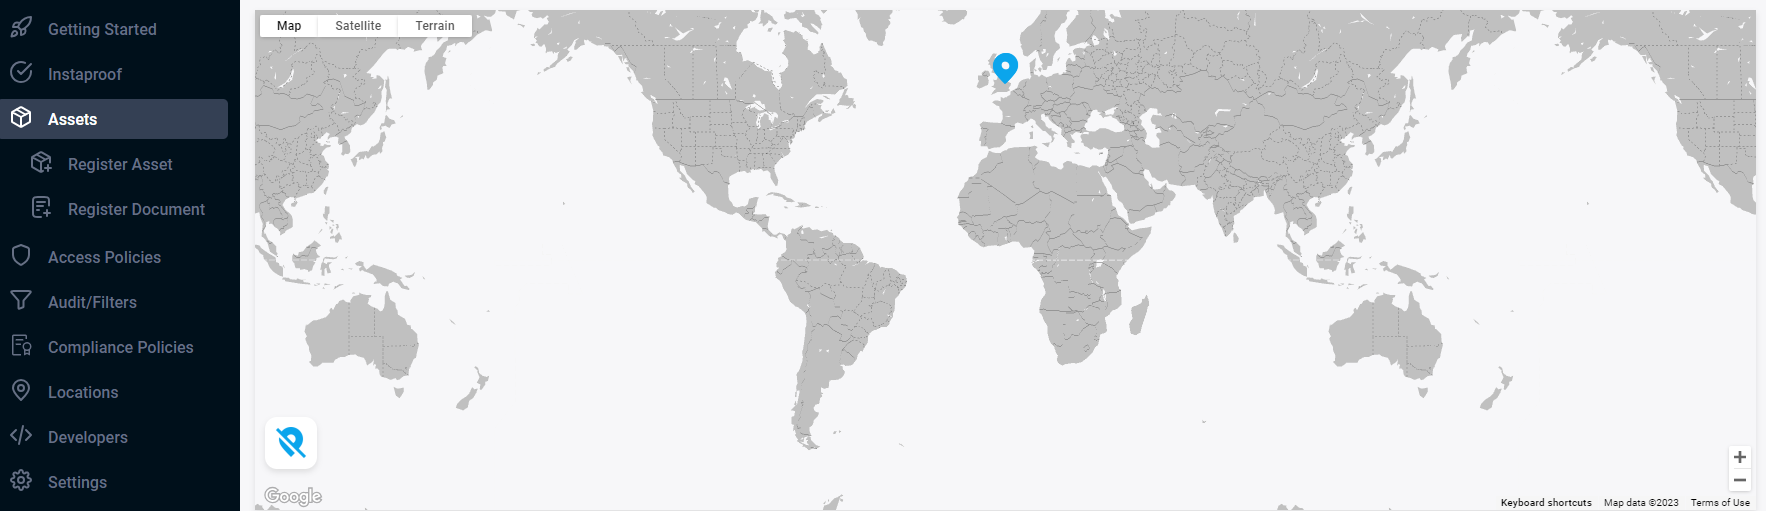 Getting Started
Instaproof
Assets
Register Asset
Register Document
Access Policies
Audit/Filters
Compliance Policies
Locations
Developers
Settings
Map Satellite Terrain
Google
Keyboard shortcuts Map data ©2023 Terms of Use